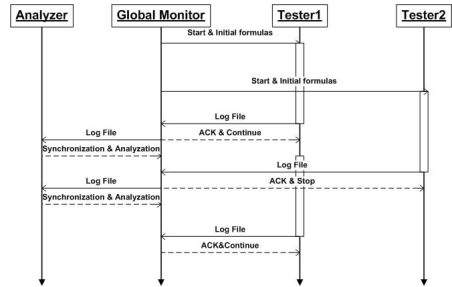 Analyzer
Global Monitor
Tester1
Tester2
Start & Initial formulas
Start & Initial formulas
Log File
Log File
ACK & Continue
Synchronization & Analyzation
Log File
Log File
ACK & Stop
Synchronization & Analyzation
Log File
ACK&Continue